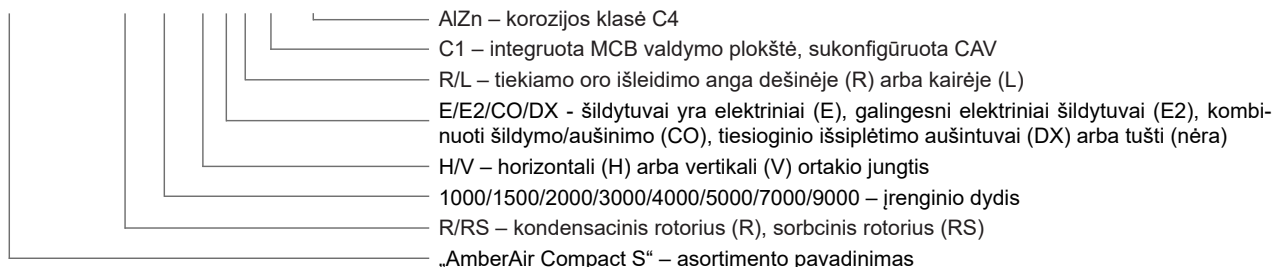 AlZn – korozijos klasė C4
C1 – integruota MCB valdymo plokštė, sukonfigūruota CAV
R/L – tiekiamo oro išleidimo anga dešinėje (R) arba kairėje (L)
E/E2/CO/DX - šildytuvai yra elektriniai (E), galingesni elektriniai šildytuvai (E2), kombi-
nuoti šildymo/aušinimo (CO), tiesioginio išsiplėtimo aušintuvai (DX) arba tušti (nėra)
H/V – horizontali (H) arba vertikali (V) ortakio jungtis
1000/1500/2000/3000/4000/5000/7000/9000 – įrenginio dydis
R/RS – kondensacinis rotorius (R), sorbcinis rotorius (RS)
„AmberAir Compact S“ – asortimento pavadinimas